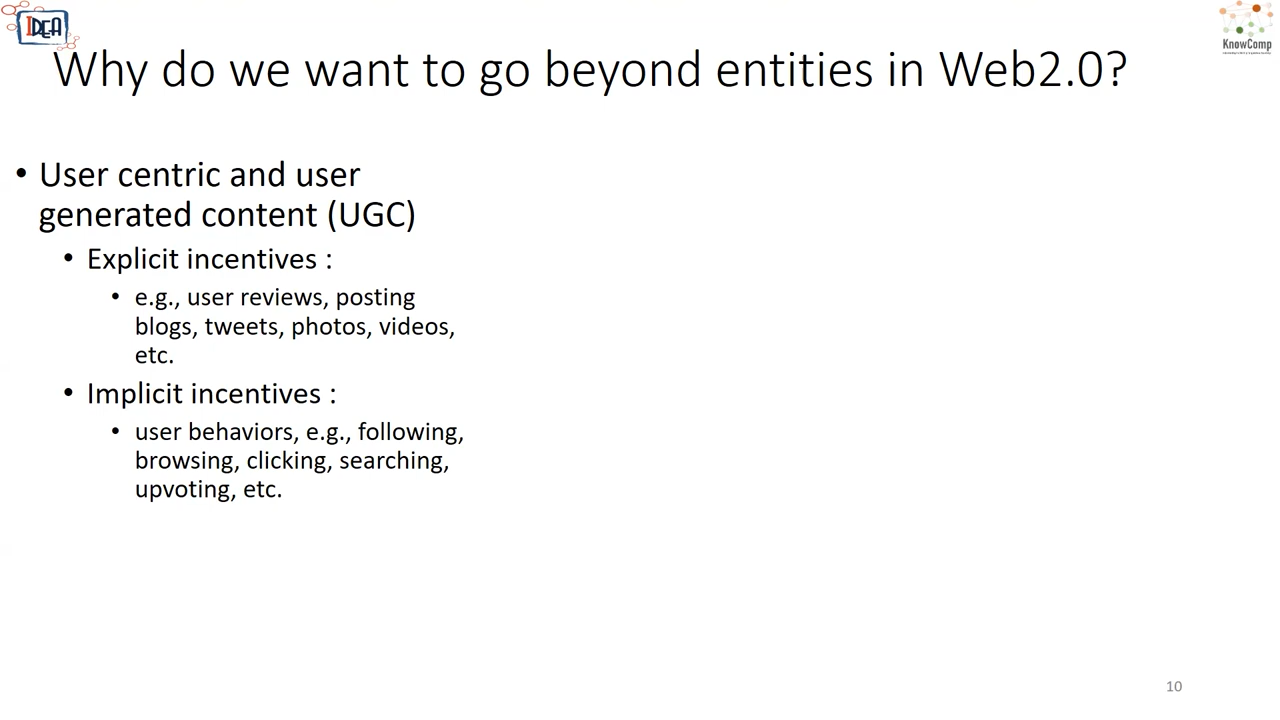 IDEA
KnowComp
Why do we want to go beyond entities in Web2.0?
• User centric and user
generated content (UGC)
• Explicit incentives :
• e.g., user reviews, posting
blogs, tweets, photos, videos,
etc.
• Implicit incentives :
• user behaviors, e.g., following,
browsing, clicking, searching,
upvoting, etc.
10